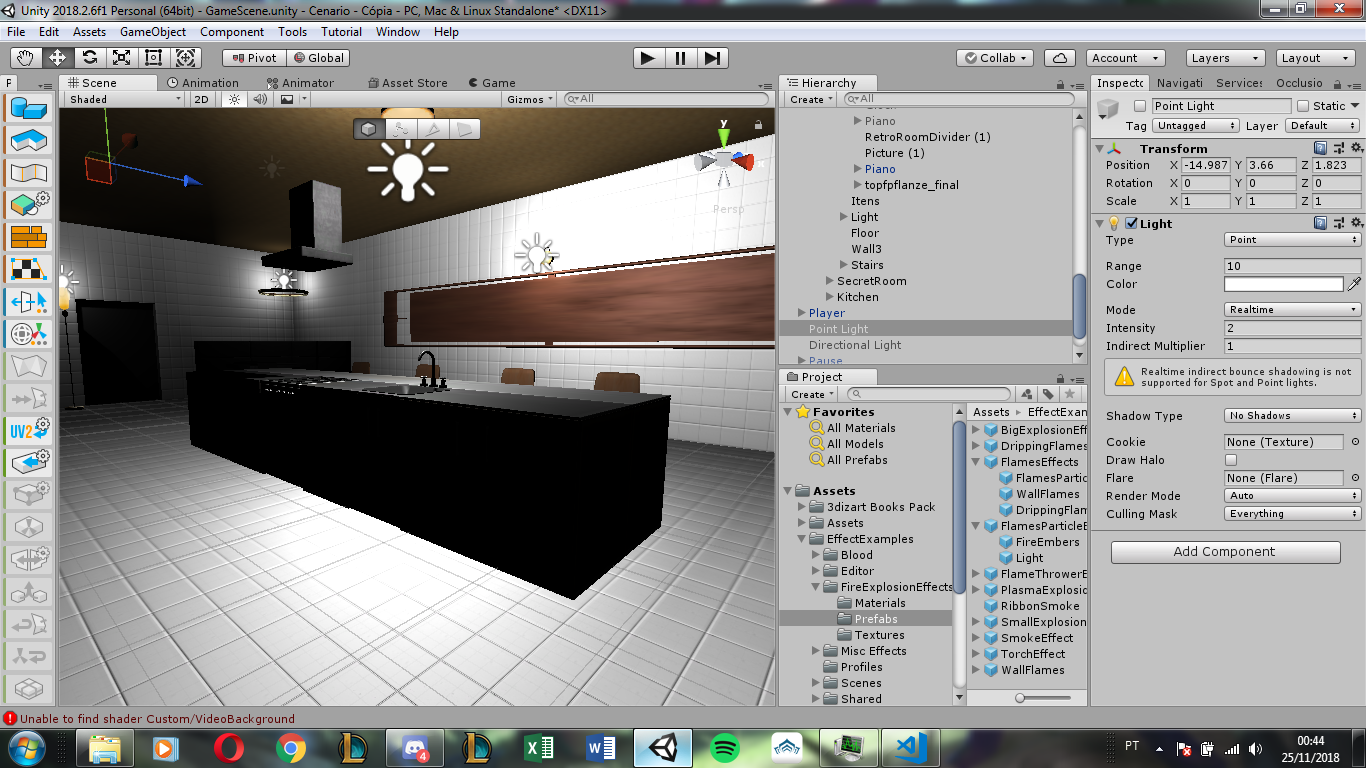 Unity 2018.2.6f1 Personal (64bit) - GameScene.unity - Cenario - Cópia - PC, Mac & Linux Standalone* <DX11>
File Edit Assets GameObject Component Tools Tutorial Window Help
Pivot Global Collab Account Layers Layout
P Scene Animation Animator Asset Store Game
Shaded 2D Gizmos All
y
Persp
UV2
Hierarchy
Create All
Piano
RetroRoomDivider (1)
Picture (1)
Piano
topfpflanze_final
Itens
Light
Floor
Wall3
Stairs
SecretRoom
Kitchen
Player
Point Light
Directional Light
Pause
Project
Create
Favorites
All Materials
All Models
All Prefabs
Assets
3dizart Books Pack
Assets
EffectExamples
Blood
Editor
FireExplosionEffects
Materials
Prefabs
Textures
Misc Effects
Profiles
Scenes
Shared
Assets EffectExan
BigExplosionEff
DrippingFlames
FlamesEffects
FlamesPartic
WallFlames
DrippingFlam
FlamesParticleE
FireEmbers
Light
FlameThrowerE
PlasmaExplosio
RibbonSmoke
SmallExplosion
SmokeEffect
TorchEffect
WallFlames
Inspecto Navigati Services Occlusio
Point Light Static
Tag Untagged Layer Default
Transform
Position X -14.987 Y 3.66 Z 1.823
Rotation X 0 Y 0 Z 0
Scale X 1 Y 1 Z 1
Light
Type Point
Range 10
Color
Mode Realtime
Intensity 2
Indirect Multiplier 1
Realtime indirect bounce shadowing is not
supported for Spot and Point lights.
Shadow Type No Shadows
Cookie None (Texture)
Draw Halo
Flare None (Flare)
Render Mode Auto
Culling Mask Everything
Add Component
Unable to find shader Custom/VideoBackground
4
PT
00:44
25/11/2018